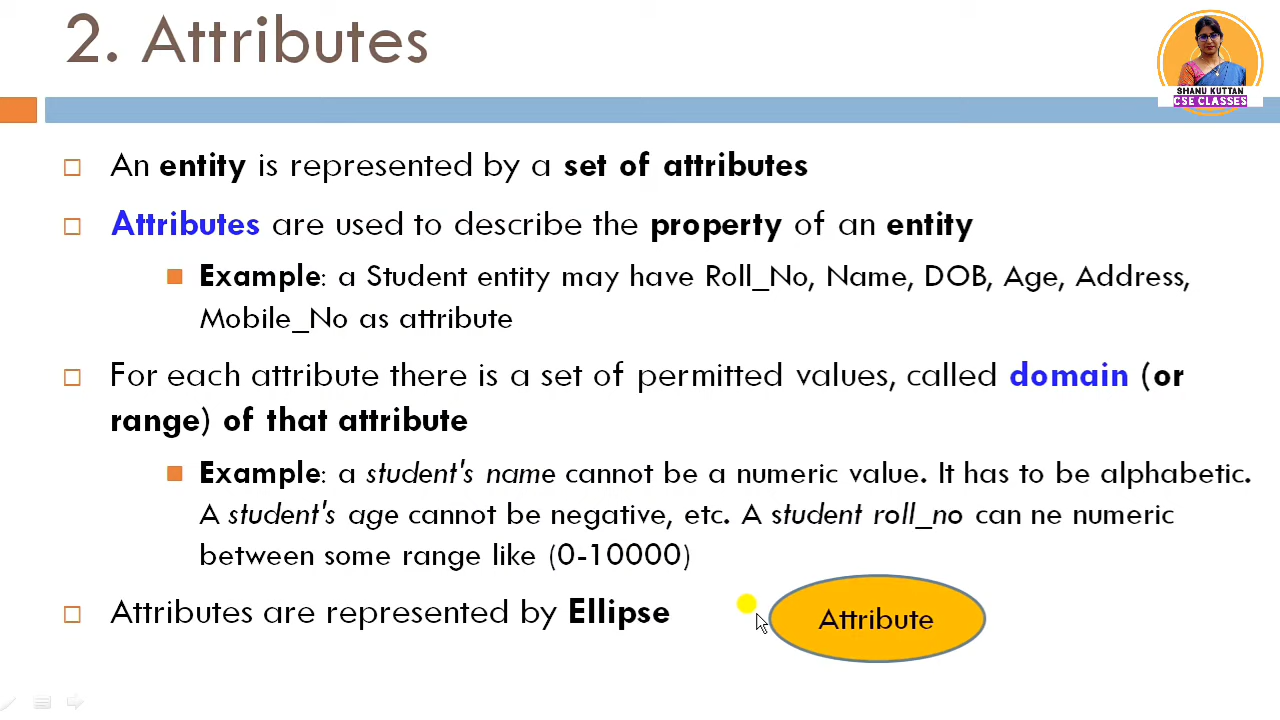 2. Attributes
SHANU KUTTAN
CSE CLASSES
An entity is represented by a set of attributes
Attributes are used to describe the property of an entity
Example: a Student entity may have Roll_No, Name, DOB, Age, Address,
Mobile_No as attribute
For each attribute there is a set of permitted values, called domain (or
range) of that attribute
Example: a student's name cannot be a numeric value. It has to be alphabetic.
A student's age cannot be negative, etc. A student roll_no can ne numeric
between some range like (0-10000)
Attributes are represented by Ellipse
Attribute